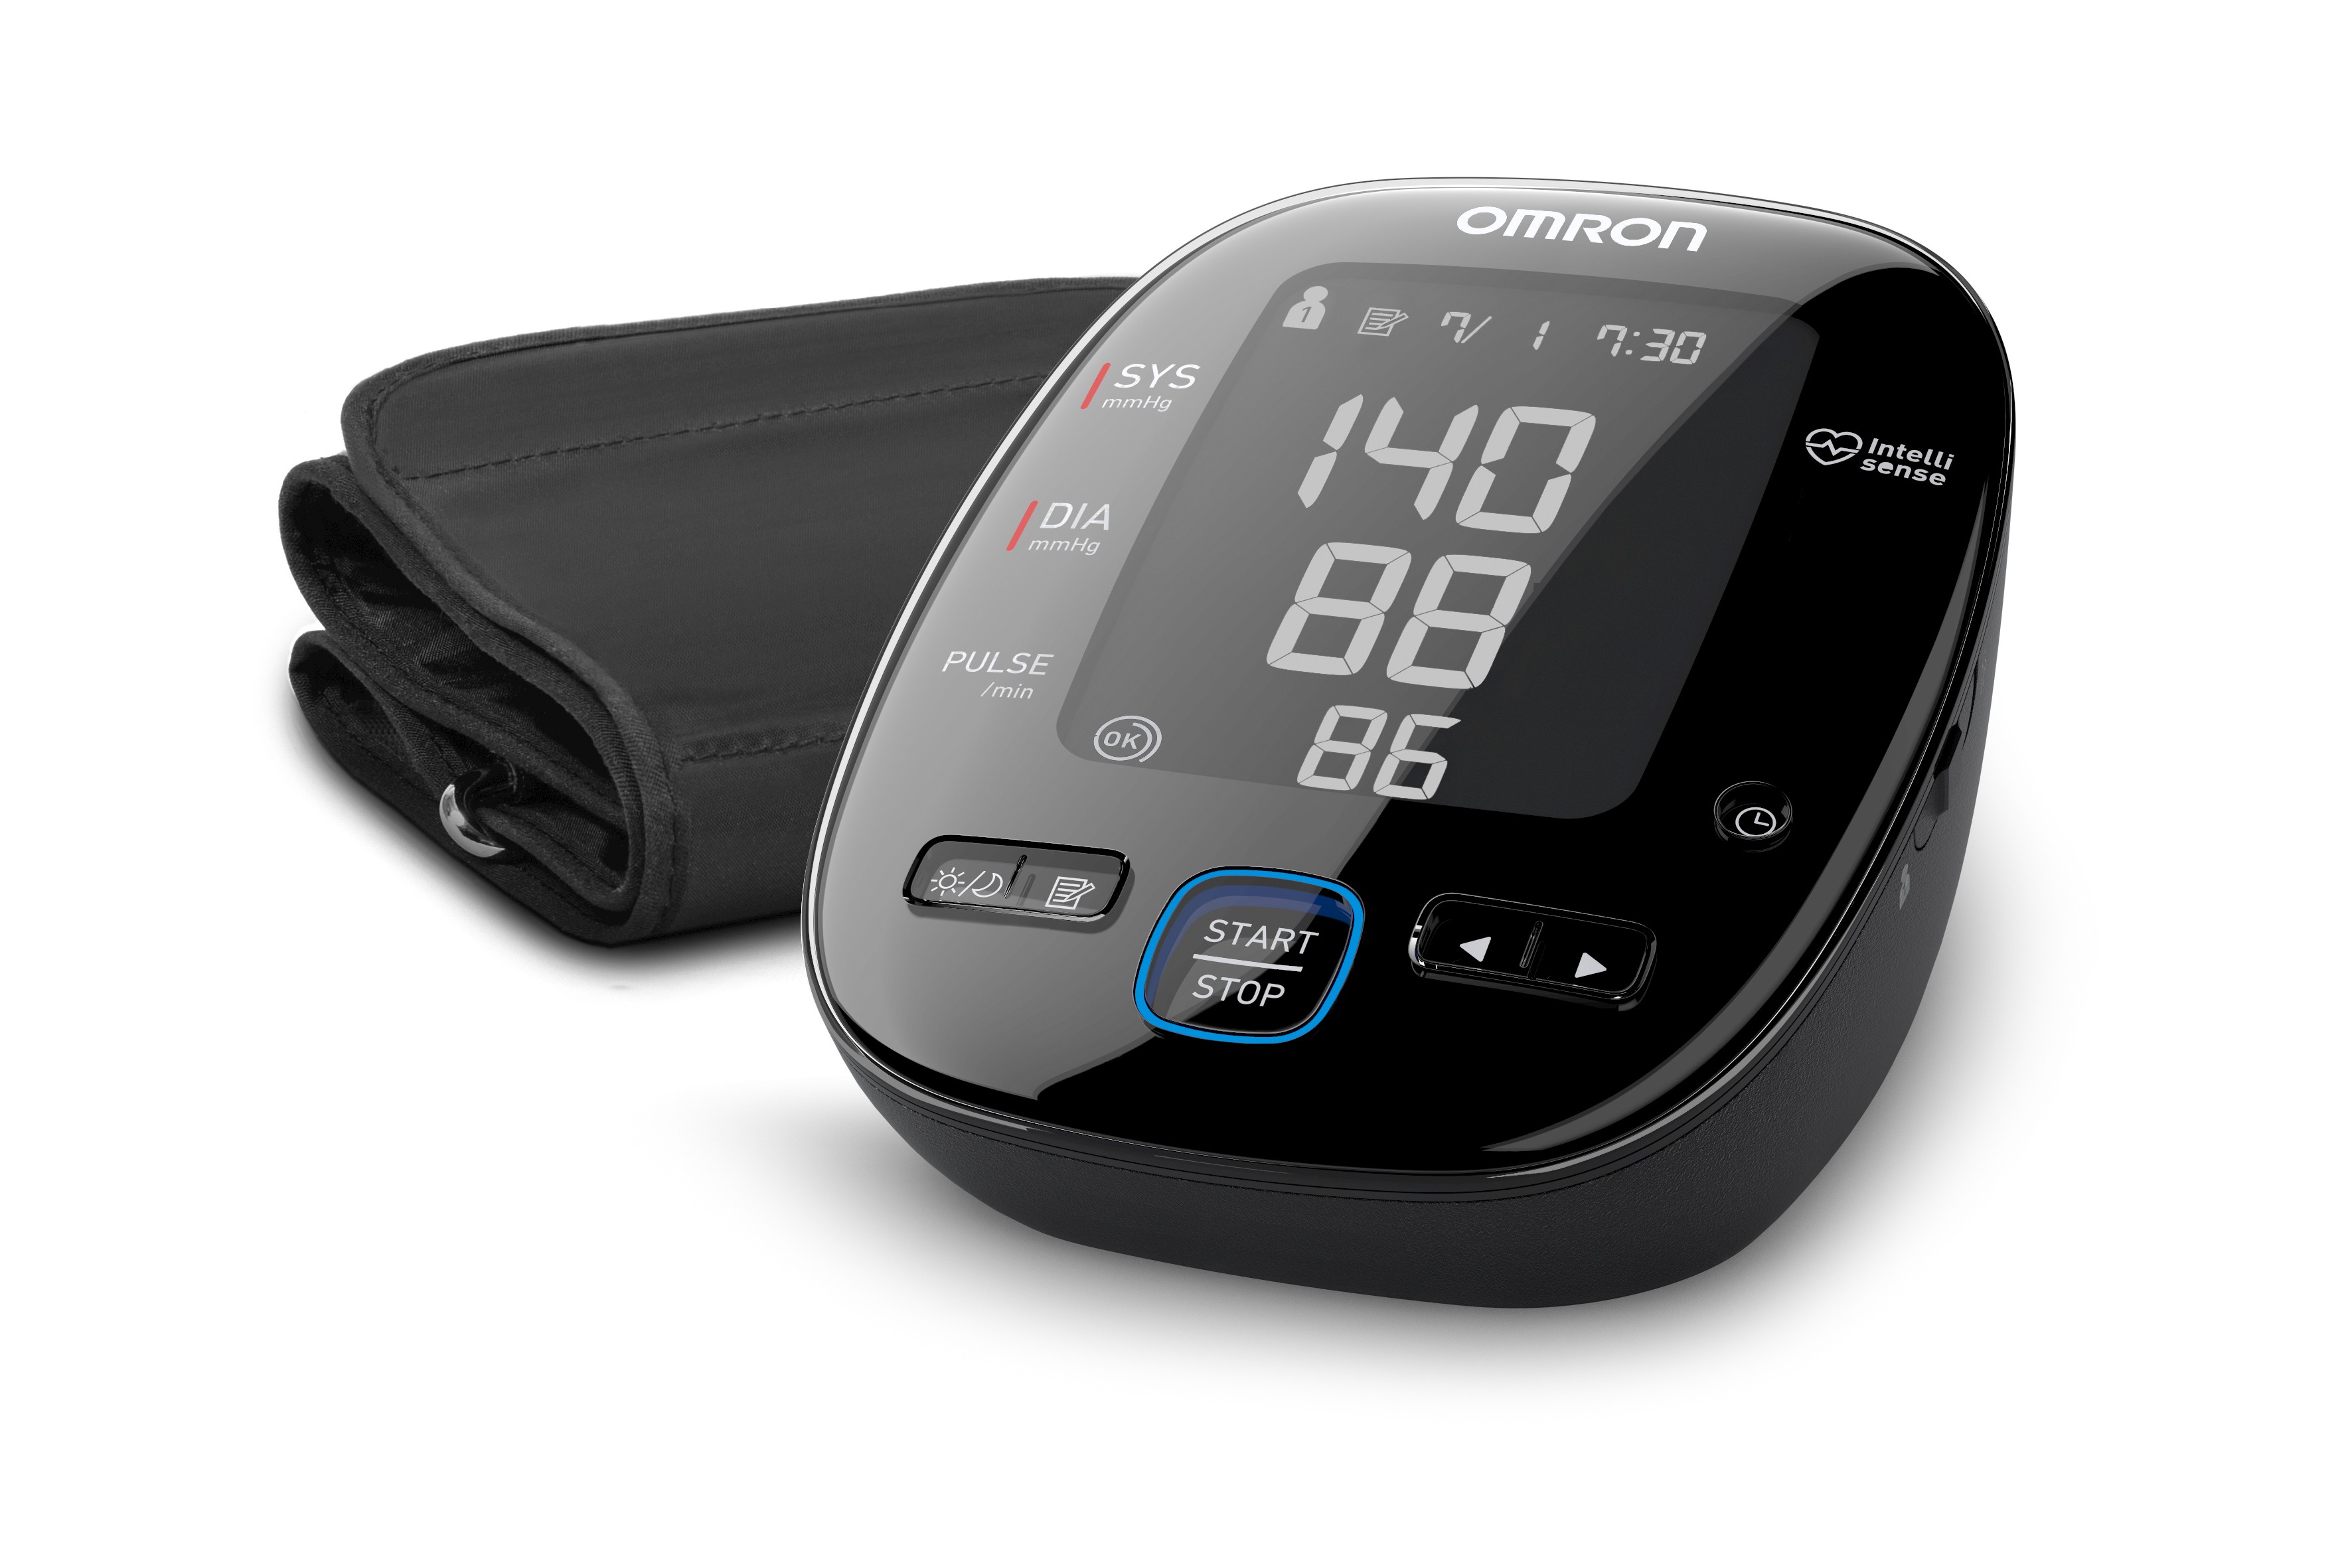 OMRON
1 7/ 1 7:30
SYS
mmHg
140
Intelli
sense
DIA
mmHg
88
PULSE
/min
OK
86
START
STOP